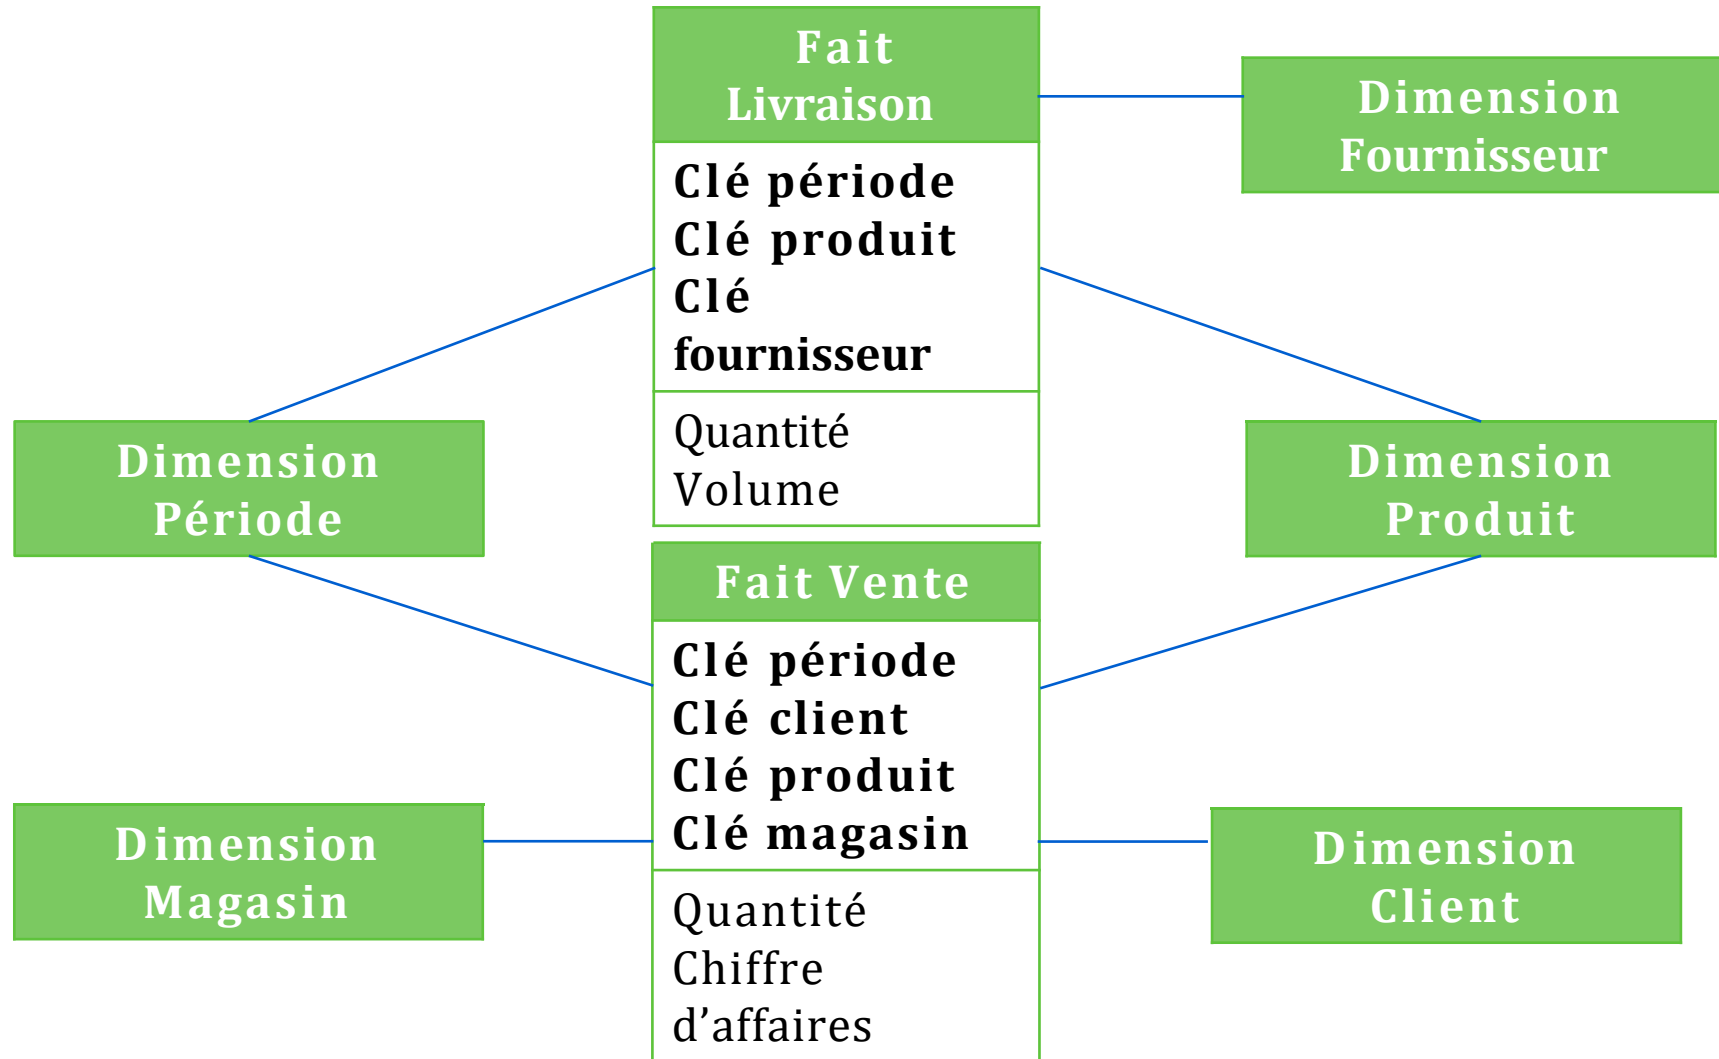 Fait
Livraison
Clé période
Clé produit
Clé
fournisseur
Quantité
Volume
Dimension
Fournisseur
Dimension
Période
Dimension
Produit
Fait Vente
Clé période
Clé client
Clé produit
Clé magasin
Quantité
Chiffre
d’affaires
Dimension
Magasin
Dimension
Client